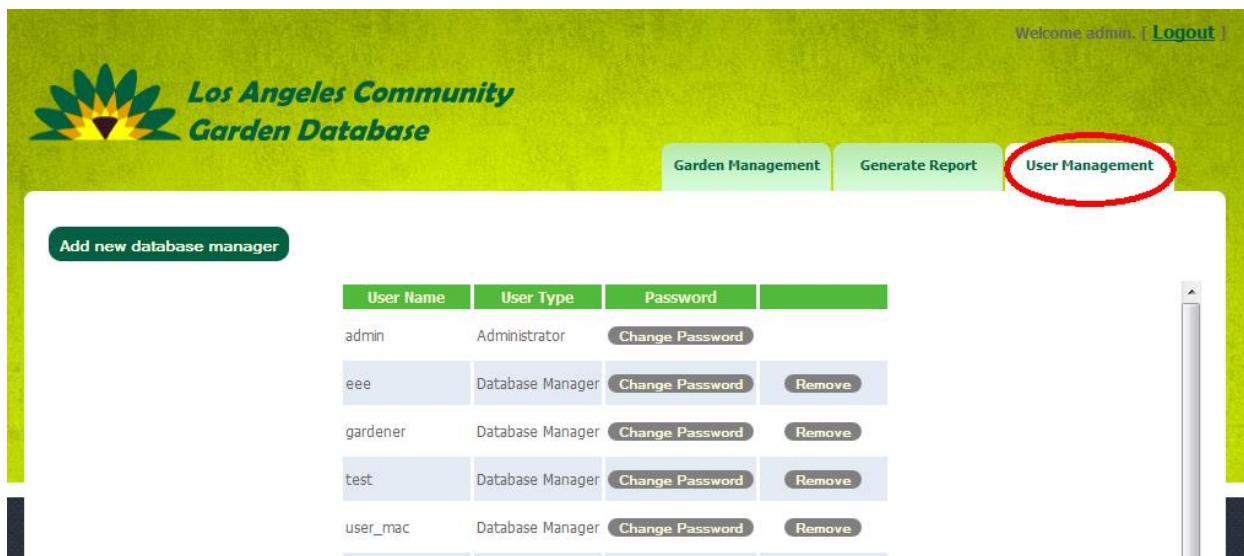 Welcome admin. [ Logout ]
Los Angeles Community
Garden Database
Garden Management Generate Report User Management
Add new database manager
User Name User Type Password
admin Administrator Change Password
eee Database Manager Change Password Remove
gardener Database Manager Change Password Remove
test Database Manager Change Password Remove
user_mac Database Manager Change Password Remove